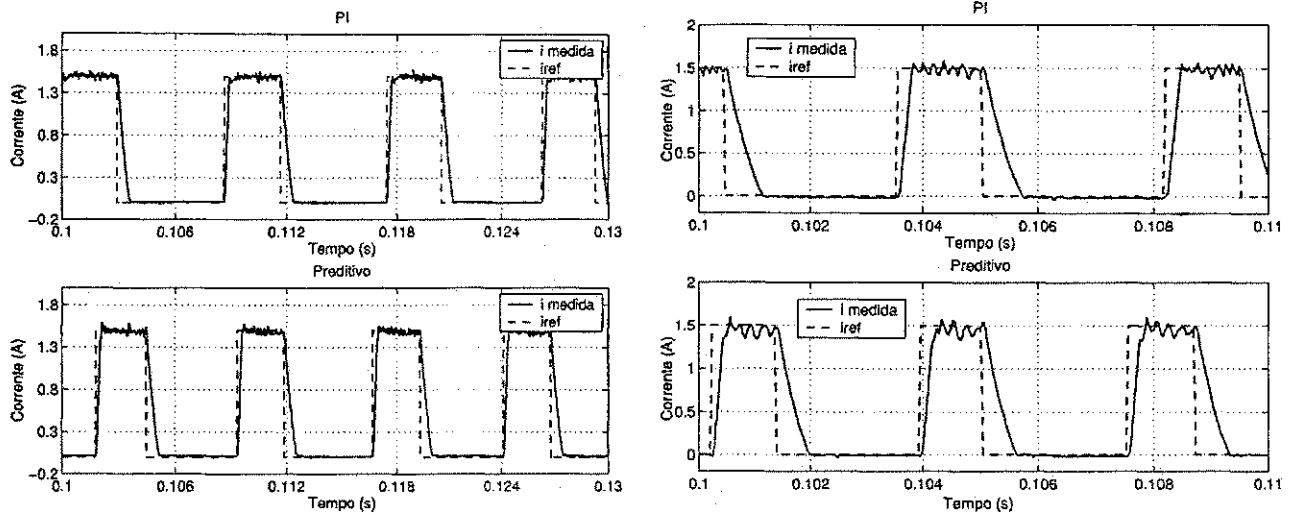 PI
1.8
1.3
0.8
0.3
−0.2
Corrente (A)
i medida
iref
0.1
0.106
0.112
0.118
0.124
0.13
Tempo (s)
Preditivo
1.8
1.3
0.8
0.3
−0.2
Corrente (A)
i medida
iref
0.1
0.106
0.112
0.118
0.124
0.13
Tempo (s)
PI
2
1.5
1
0.5
0
Corrente (A)
i medida
iref
0.1
0.102
0.104
0.106
0.108
0.11
Tempo (s)
Preditivo
2
1.5
1
0.5
0
Corrente (A)
i medida
iref
0.1
0.102
0.104
0.106
0.108
0.11
Tempo (s)